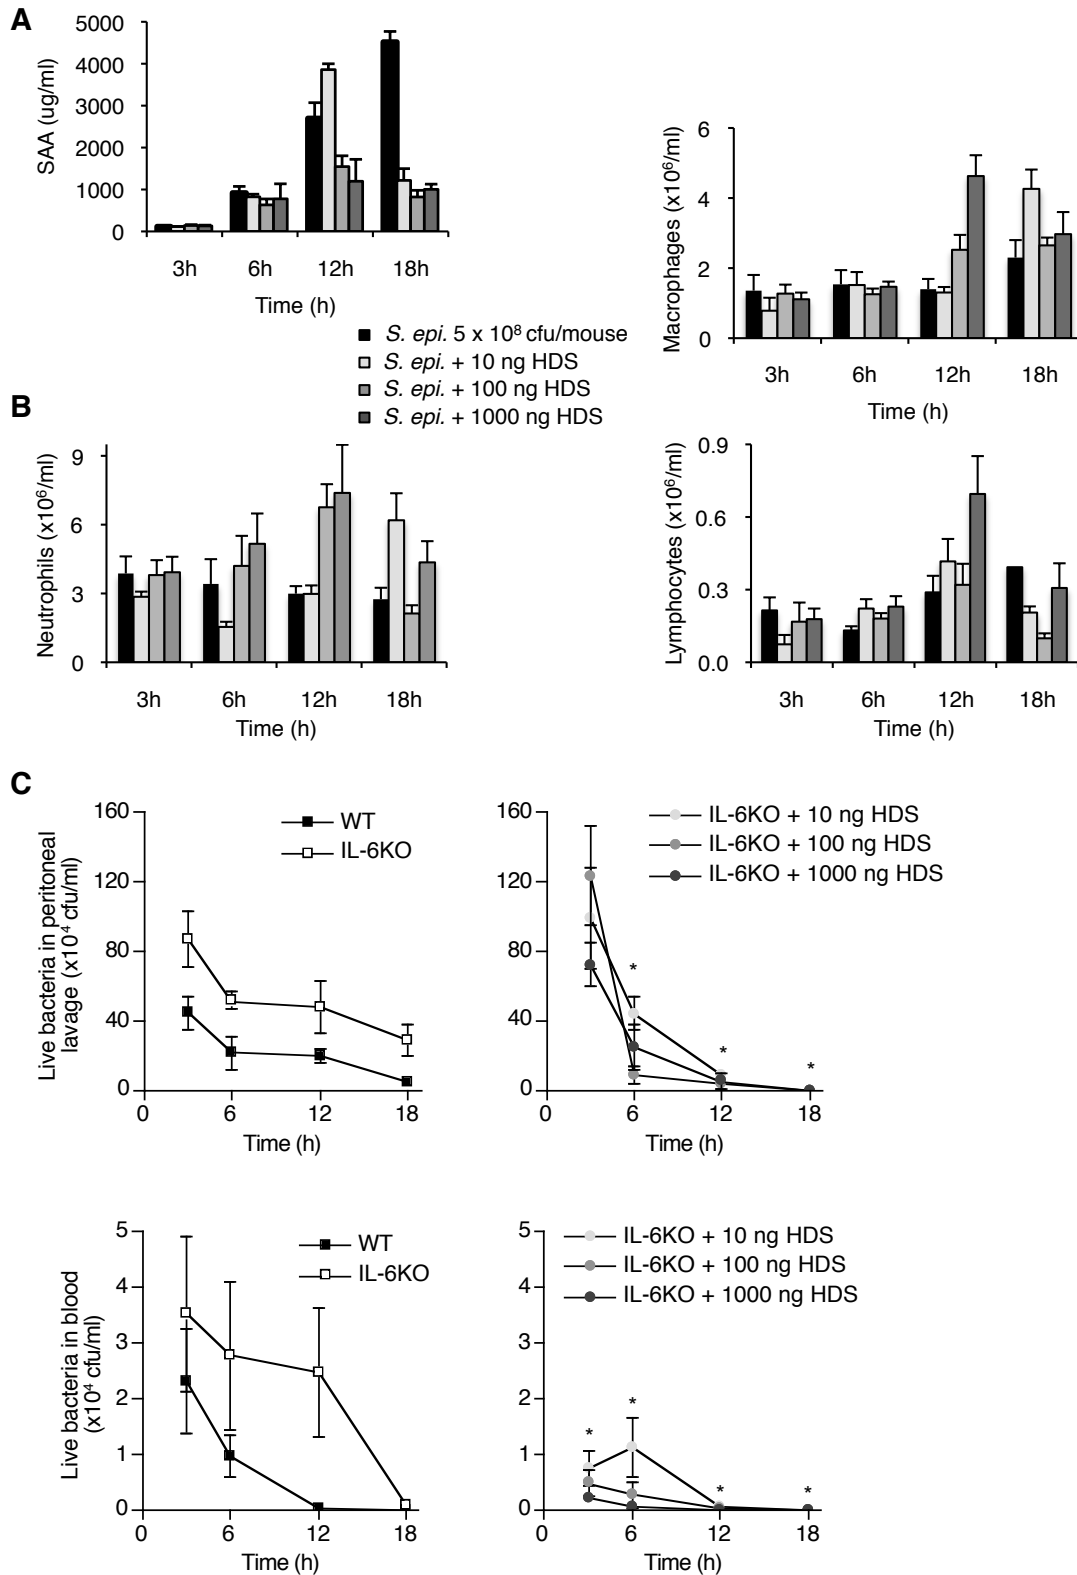 A
SAA (ug/ml)
5000
4000
3000
2000
1000
0
3h 6h 12h 18h
Time (h)
S. epi. 5 x 10⁸ cfu/mouse
S. epi. + 10 ng HDS
S. epi. + 100 ng HDS
S. epi. + 1000 ng HDS
Macrophages (x10⁶/ml)
6
4
2
0
3h 6h 12h 18h
Time (h)
B
Neutrophils (x10⁶/ml)
9
6
3
0
3h 6h 12h 18h
Time (h)
Lymphocytes (x10⁶/ml)
0.9
0.6
0.3
0.0
3h 6h 12h 18h
Time (h)
C
Live bacteria in peritoneal
lavage (x10⁴ cfu/ml)
160
120
80
40
0
0 6 12 18
Time (h)
WT
IL-6KO
160
120
80
40
0
0 6 12 18
Time (h)
IL-6KO + 10 ng HDS
IL-6KO + 100 ng HDS
IL-6KO + 1000 ng HDS
* * *
Live bacteria in blood
(x10⁴ cfu/ml)
5
4
3
2
1
0
0 6 12 18
Time (h)
WT
IL-6KO
5
4
3
2
1
0
0 6 12 18
Time (h)
IL-6KO + 10 ng HDS
IL-6KO + 100 ng HDS
IL-6KO + 1000 ng HDS
* * * *